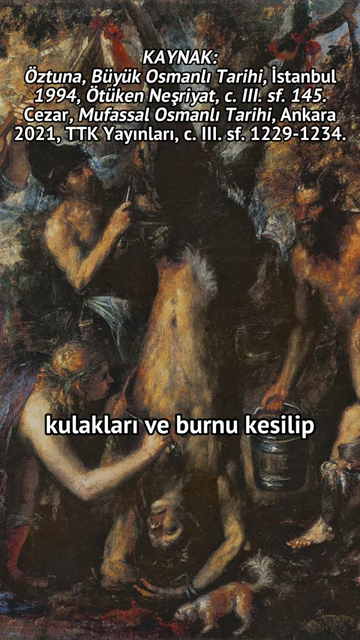 KAYNAK:
Öztuna, Büyük Osmanlı Tarihi, İstanbul
1994, Ötüken Neşriyat, c. III. sf. 145.
Cezar, Mufassal Osmanlı Tarihi, Ankara
2021, TTK Yayınları, c. III. sf. 1229-1234.
kulakları ve burnu kesilip